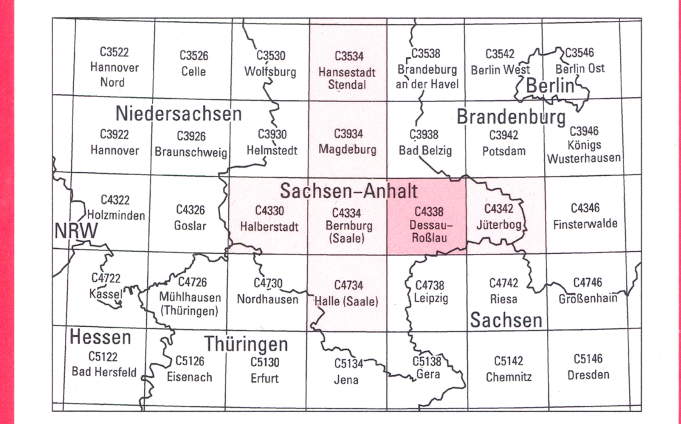 C3522
Hannover
Nord
C3526
Celle
C3530
Wolfsburg
C3534
Hansestadt
Stendal
C3538
Brandeburg
an der Havel
C3542
Berlin West
C3546
Berlin Ost
Berlin
Niedersachsen
Brandenburg
C3922
Hannover
C3926
Braunschweig
C3930
Helmstedt
C3934
Magdeburg
C3938
Bad Belzig
C3942
Potsdam
C3946
Königs
Wusterhausen
Sachsen-Anhalt
C4322
Holzminden
NRW
C4326
Goslar
C4330
Halberstadt
C4334
Bernburg
(Saale)
C4338
Dessau-
Roßlau
C4342
Jüterbog
C4346
Finsterwalde
C4722
Kassel
C4726
Mühlhausen
(Thüringen)
C4730
Nordhausen
C4734
Halle (Saale)
C4738
Leipzig
C4742
Riesa
C4746
Großenhain
Sachsen
Hessen
Thüringen
C5122
Bad Hersfeld
C5126
Eisenach
C5130
Erfurt
C5134
Jena
C5138
Gera
C5142
Chemnitz
C5146
Dresden